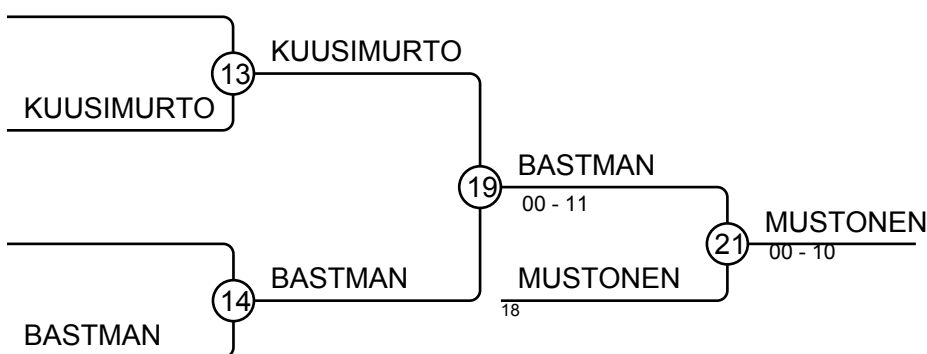 KUUSIMURTO
13
KUUSIMURTO
BASTMAN
19
00 - 11
MUSTONEN
21
00 - 10
BASTMAN
MUSTONEN
14
18
BASTMAN